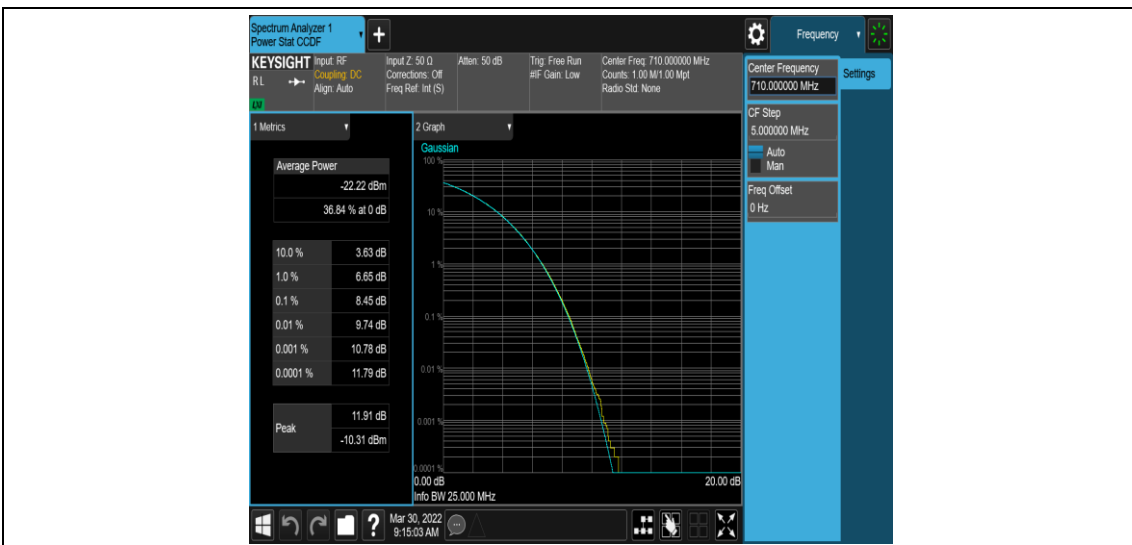 Spectrum Analyzer 1
Power Stat CCDF
+
Frequency
KEYSIGHT
RL
LXI
Input: RF
Coupling: DC
Align: Auto
Input Z: 50 Ω
Corrections: Off
Freq Ref: Int (S)
Atten: 50 dB
Trig: Free Run
#IF Gain: Low
Center Freq: 710.000000 MHz
Counts: 1.00 M/1.00 Mpt
Radio Std: None
Center Frequency
710.000000 MHz
Settings
CF Step
5.000000 MHz
Auto
Man
Freq Offset
0 Hz
1 Metrics
Average Power
-22.22 dBm
36.84 % at 0 dB
10.0 % 3.63 dB
1.0 % 6.65 dB
0.1 % 8.45 dB
0.01 % 9.74 dB
0.001 % 10.78 dB
0.0001 % 11.79 dB
Peak
11.91 dB
-10.31 dBm
2 Graph
Gaussian
100 %
10 %
1 %
0.1 %
0.01 %
0.001 %
0.0001 %
0.00 dB 20.00 dB
Info BW 25.000 MHz
?
Mar 30, 2022
9:15:03 AM